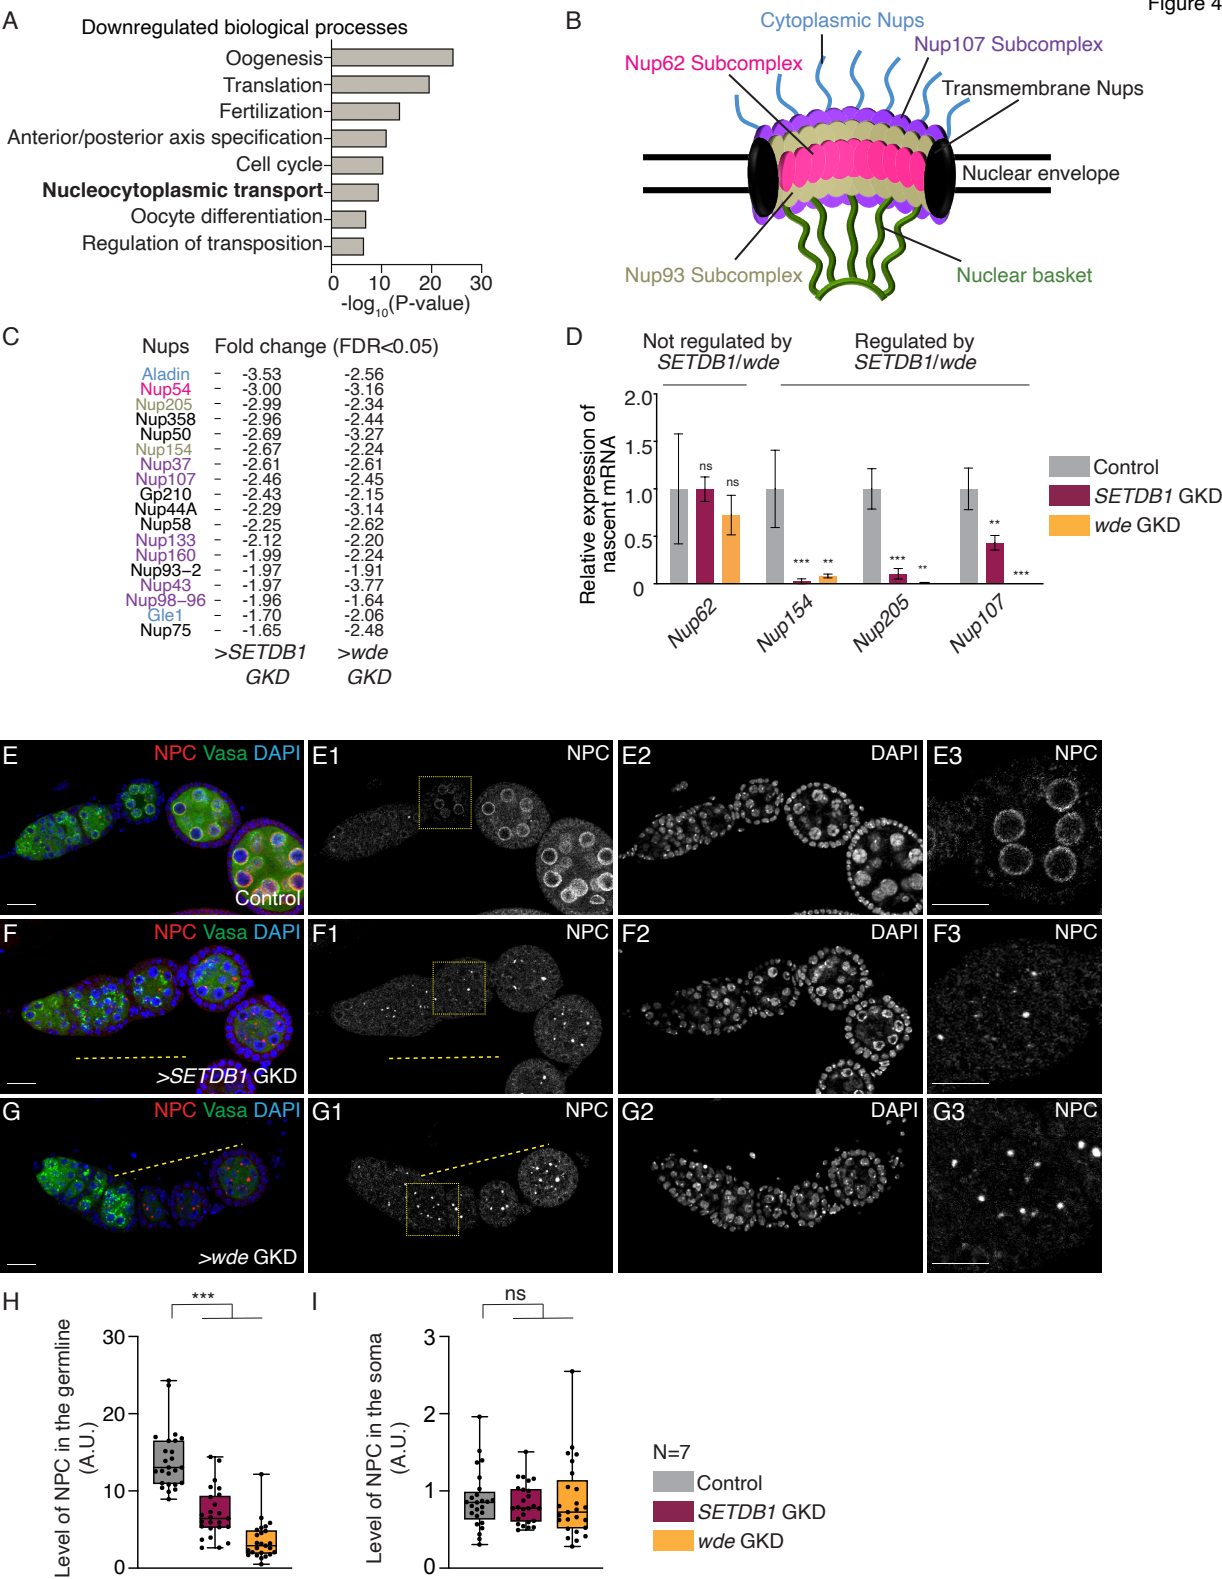 Figure 4
A
Downregulated biological processes
Oogenesis
Translation
Fertilization
Anterior/posterior axis specification
Cell cycle
Nucleocytoplasmic transport
Oocyte differentiation
Regulation of transposition
0 10 20 30
-log10(P-value)
B
Cytoplasmic Nups
Nup107 Subcomplex
Nup62 Subcomplex
Transmembrane Nups
Nuclear envelope
Nup93 Subcomplex
Nuclear basket
C
Nups Fold change (FDR<0.05)
Aladin - -3.53 -2.56
Nup54 - -3.00 -3.16
Nup205 - -2.99 -2.34
Nup358 - -2.96 -2.44
Nup50 - -2.69 -3.27
Nup154 - -2.67 -2.24
Nup37 - -2.61 -2.61
Nup107 - -2.46 -2.45
Gp210 - -2.43 -2.15
Nup44A - -2.29 -3.14
Nup58 - -2.25 -2.62
Nup133 - -2.12 -2.20
Nup160 - -1.99 -2.24
Nup93-2 - -1.97 -1.91
Nup43 - -1.97 -3.77
Nup98-96 - -1.96 -1.64
Gle1 - -1.70 -2.06
Nup75 - -1.65 -2.48
>SETDB1 >wde
GKD GKD
D
Not regulated by Regulated by
SETDB1/wde SETDB1/wde
Relative expression of
nascent mRNA
2.0
1.5
1.0
0.5
0
ns
ns
*** **
*** **
**
***
Nup62 Nup154 Nup205 Nup107
Control
SETDB1 GKD
wde GKD
E NPC Vasa DAPI
Control
E1 NPC
E2 DAPI
E3 NPC
F NPC Vasa DAPI
>SETDB1 GKD
F1 NPC
F2 DAPI
F3 NPC
G NPC Vasa DAPI
>wde GKD
G1 NPC
G2 DAPI
G3 NPC
H
***
Level of NPC in the germline
(A.U.)
30
20
10
0
I
ns
Level of NPC in the soma
(A.U.)
3
2
1
0
N=7
Control
SETDB1 GKD
wde GKD